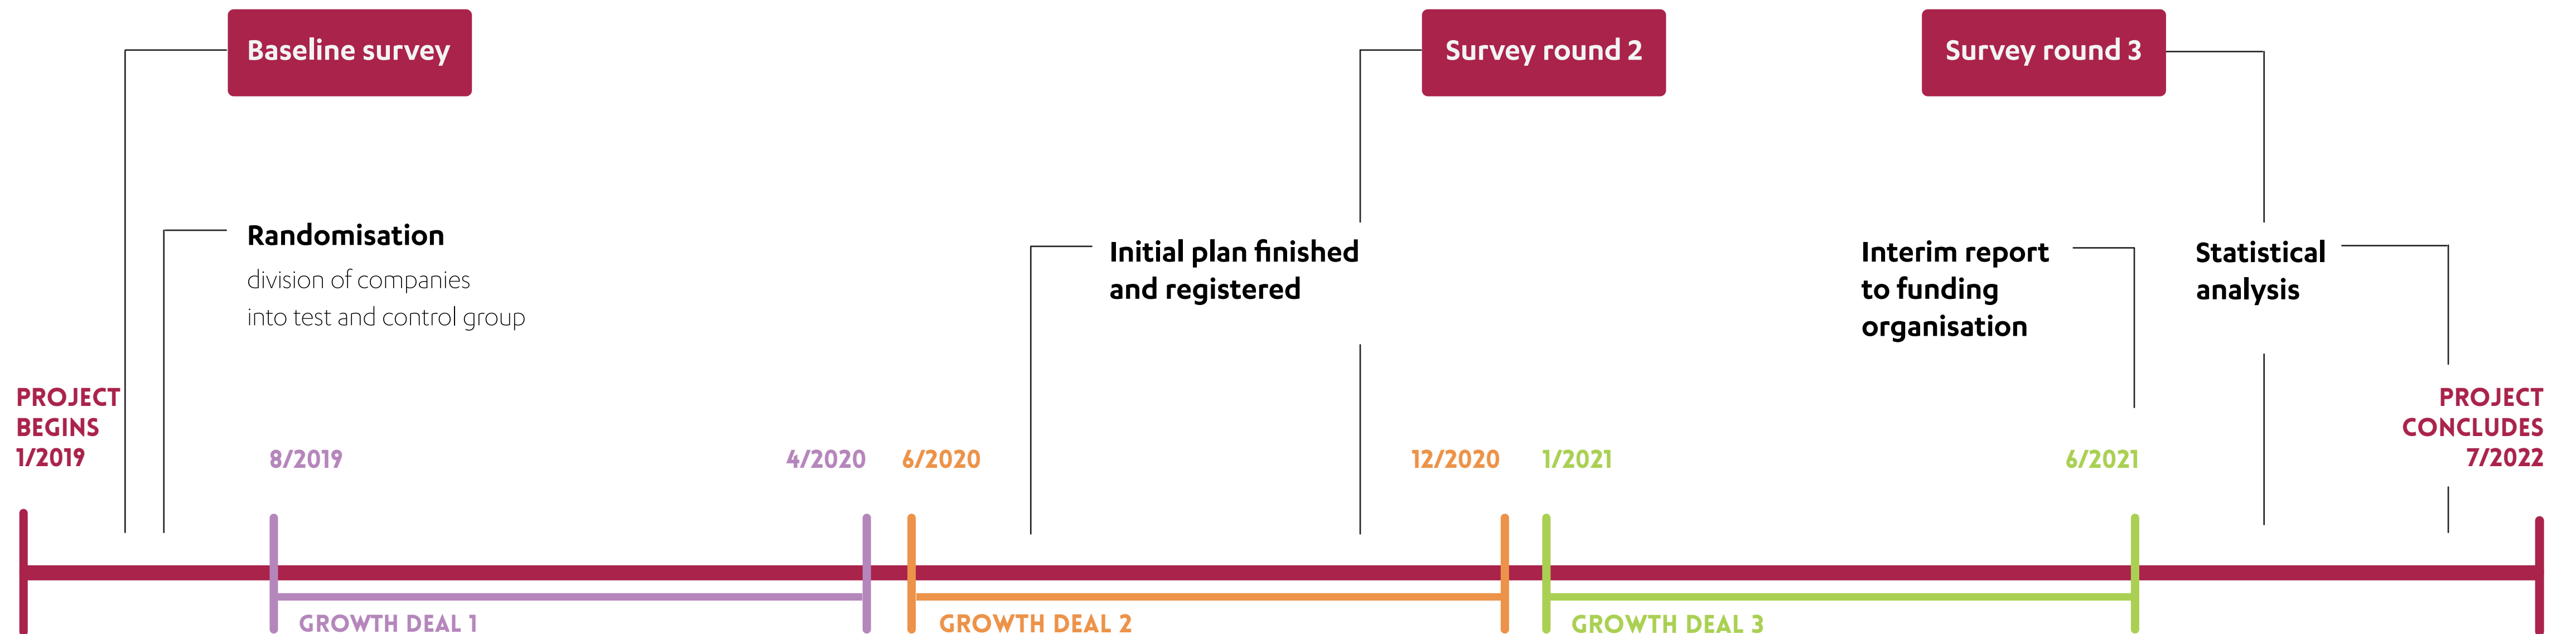 Baseline survey
Survey round 2
Survey round 3
Randomisation
division of companies
into test and control group
Initial plan finished
and registered
Interim report
to funding
organisation
Statistical
analysis
PROJECT
BEGINS
1/2019
8/2019
4/2020
6/2020
12/2020
1/2021
6/2021
PROJECT
CONCLUDES
7/2022
GROWTH DEAL 1
GROWTH DEAL 2
GROWTH DEAL 3